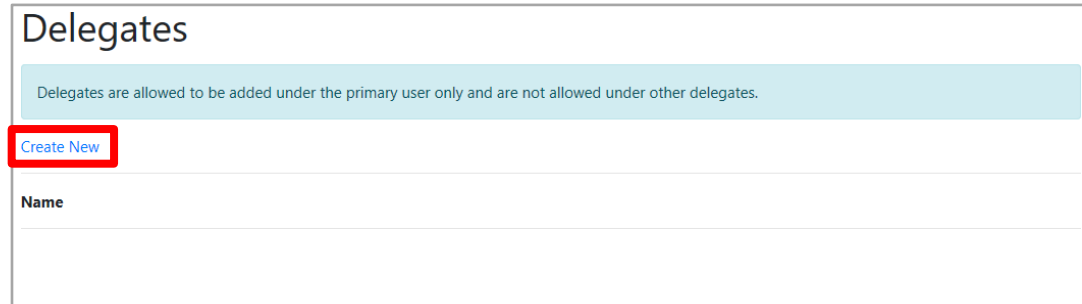 Delegates
Delegates are allowed to be added under the primary user only and are not allowed under other delegates.
Create New
Name